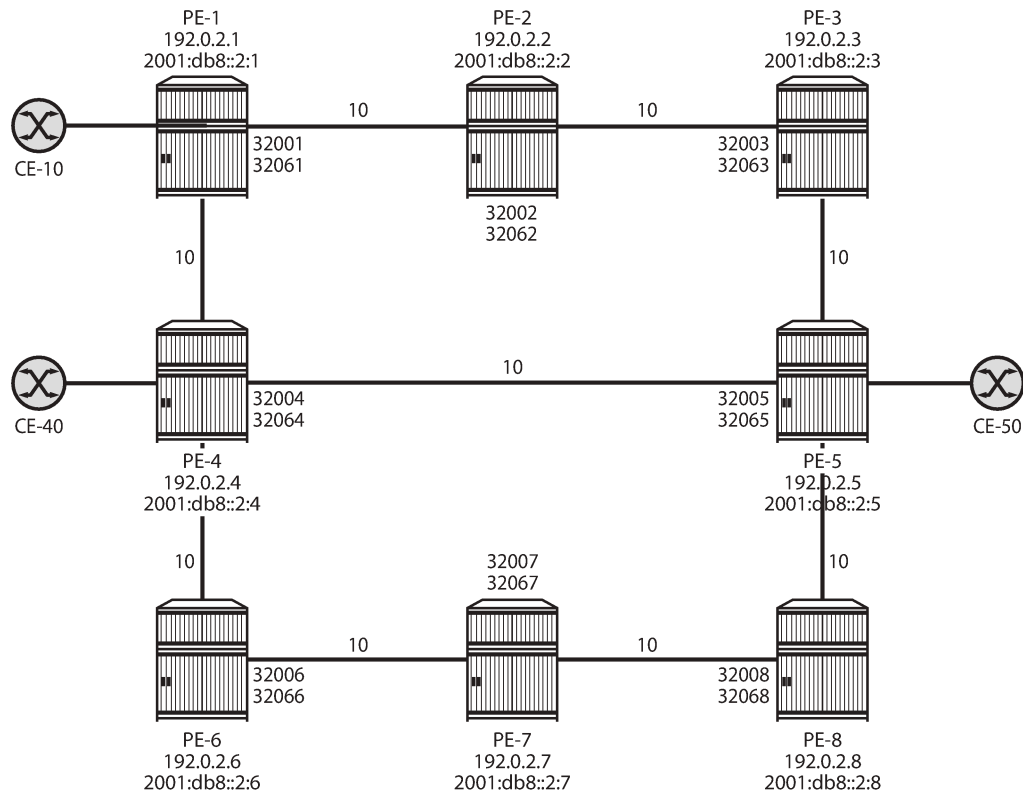 PE-1
192.0.2.1
2001:db8::2:1
PE-2
192.0.2.2
2001:db8::2:2
PE-3
192.0.2.3
2001:db8::2:3
CE-10
10
10
32001
32061
32002
32062
32003
32063
10
10
CE-40
10
32004
32064
32005
32065
CE-50
PE-4
192.0.2.4
2001:db8::2:4
PE-5
192.0.2.5
2001:db8::2:5
10
32007
32067
10
10
10
32006
32066
32008
32068
PE-6
192.0.2.6
2001:db8::2:6
PE-7
192.0.2.7
2001:db8::2:7
PE-8
192.0.2.8
2001:db8::2:8